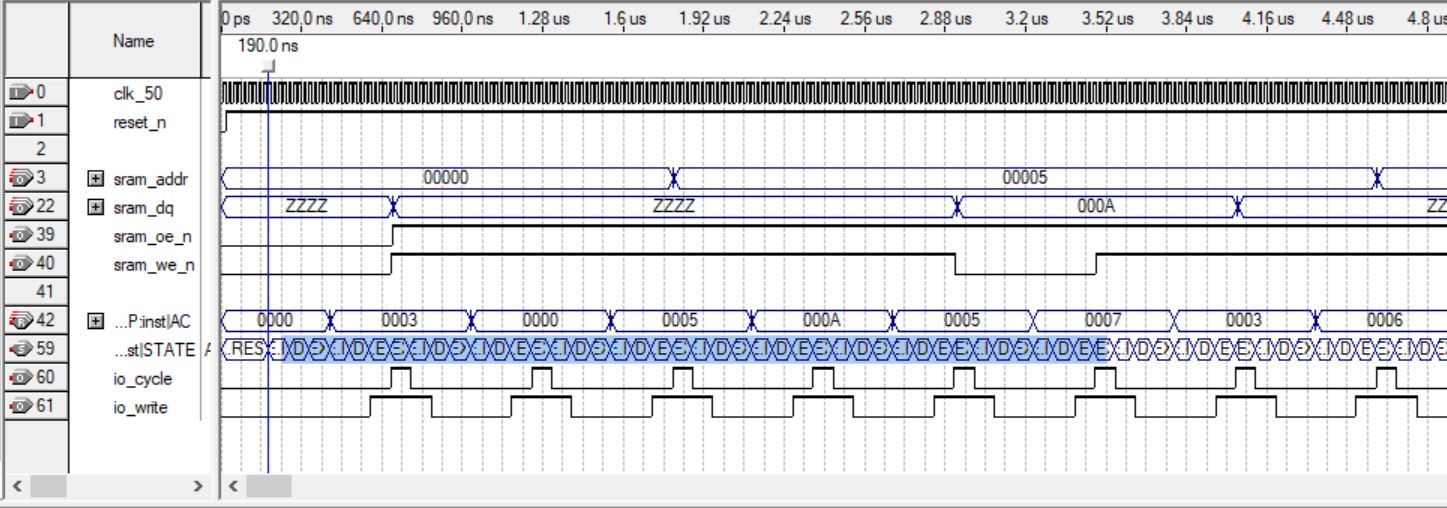 0 ps 320.0 ns 640.0 ns 960.0 ns 1.28 us 1.6 us 1.92 us 2.24 us 2.56 us 2.88 us 3.2 us 3.52 us 3.84 us 4.16 us 4.48 us 4.8 us
Name
190.0 ns
0 clk_50
1 reset_n
2
3 sram_addr 00000 00005
22 sram_dq ZZZZ ZZZZ 000A ZZ
39 sram_oe_n
40 sram_we_n
41
42 ...P:inst|AC 0000 0003 0000 0005 000A 0005 0007 0003 0006
59 ...st|STATE RES
60 io_cycle
61 io_write